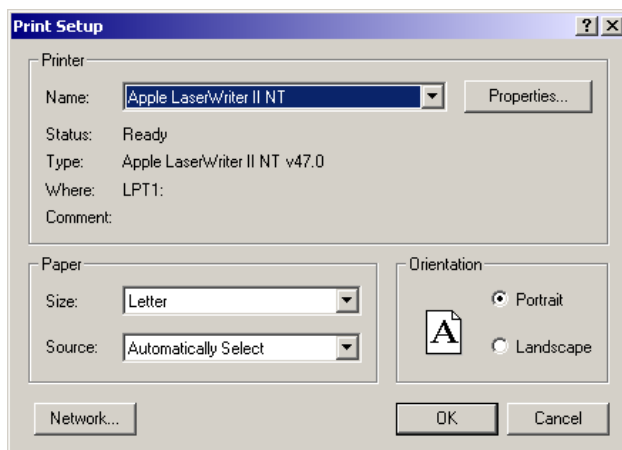 Print Setup
Printer
Name: Apple LaserWriter II NT Properties...
Status: Ready
Type: Apple LaserWriter II NT v47.0
Where: LPT1:
Comment:
Paper Orientation
Size: Letter Portrait
A
Source: Automatically Select Landscape
Network... OK Cancel